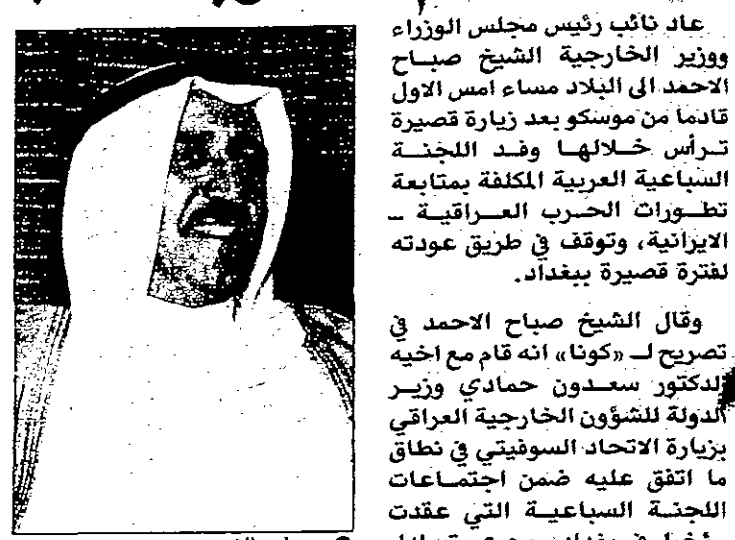 عاد نائب رئيس مجلس الوزراء
ووزير الخارجية الشيخ صباح
الاحمد الى البلاد مساء امس الاول
قادما من موسكو بعد زيارة قصيرة
ترأس خلالها وفد اللجنة
السباعية العربية المكلفة بمتابعة
تطورات الحرب العراقية ــ
الايرانية، وتوقف في طريق عودته
لفترة قصيرة ببغداد.
وقال الشيخ صباح الاحمد في
تصريح لـ «كونا» انه قام مع اخيه
الدكتور سعدون حمادي وزير
الدولة للشؤون الخارجية العراقي
بزيارة الاتحاد السوفيتي في نطاق
ما اتفق عليه ضمن اجتماعات
اللجنة السباعية التي عقدت